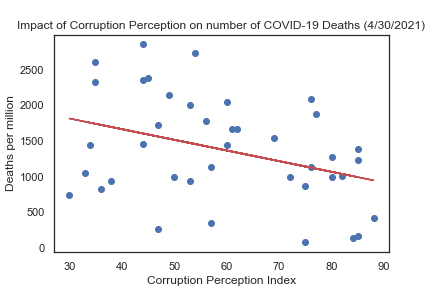 Impact of Corruption Perception on number of COVID-19 Deaths (4/30/2021)
2500
2000
1500
1000
500
0
Deaths per million
30 40 50 60 70 80 90
Corruption Perception Index